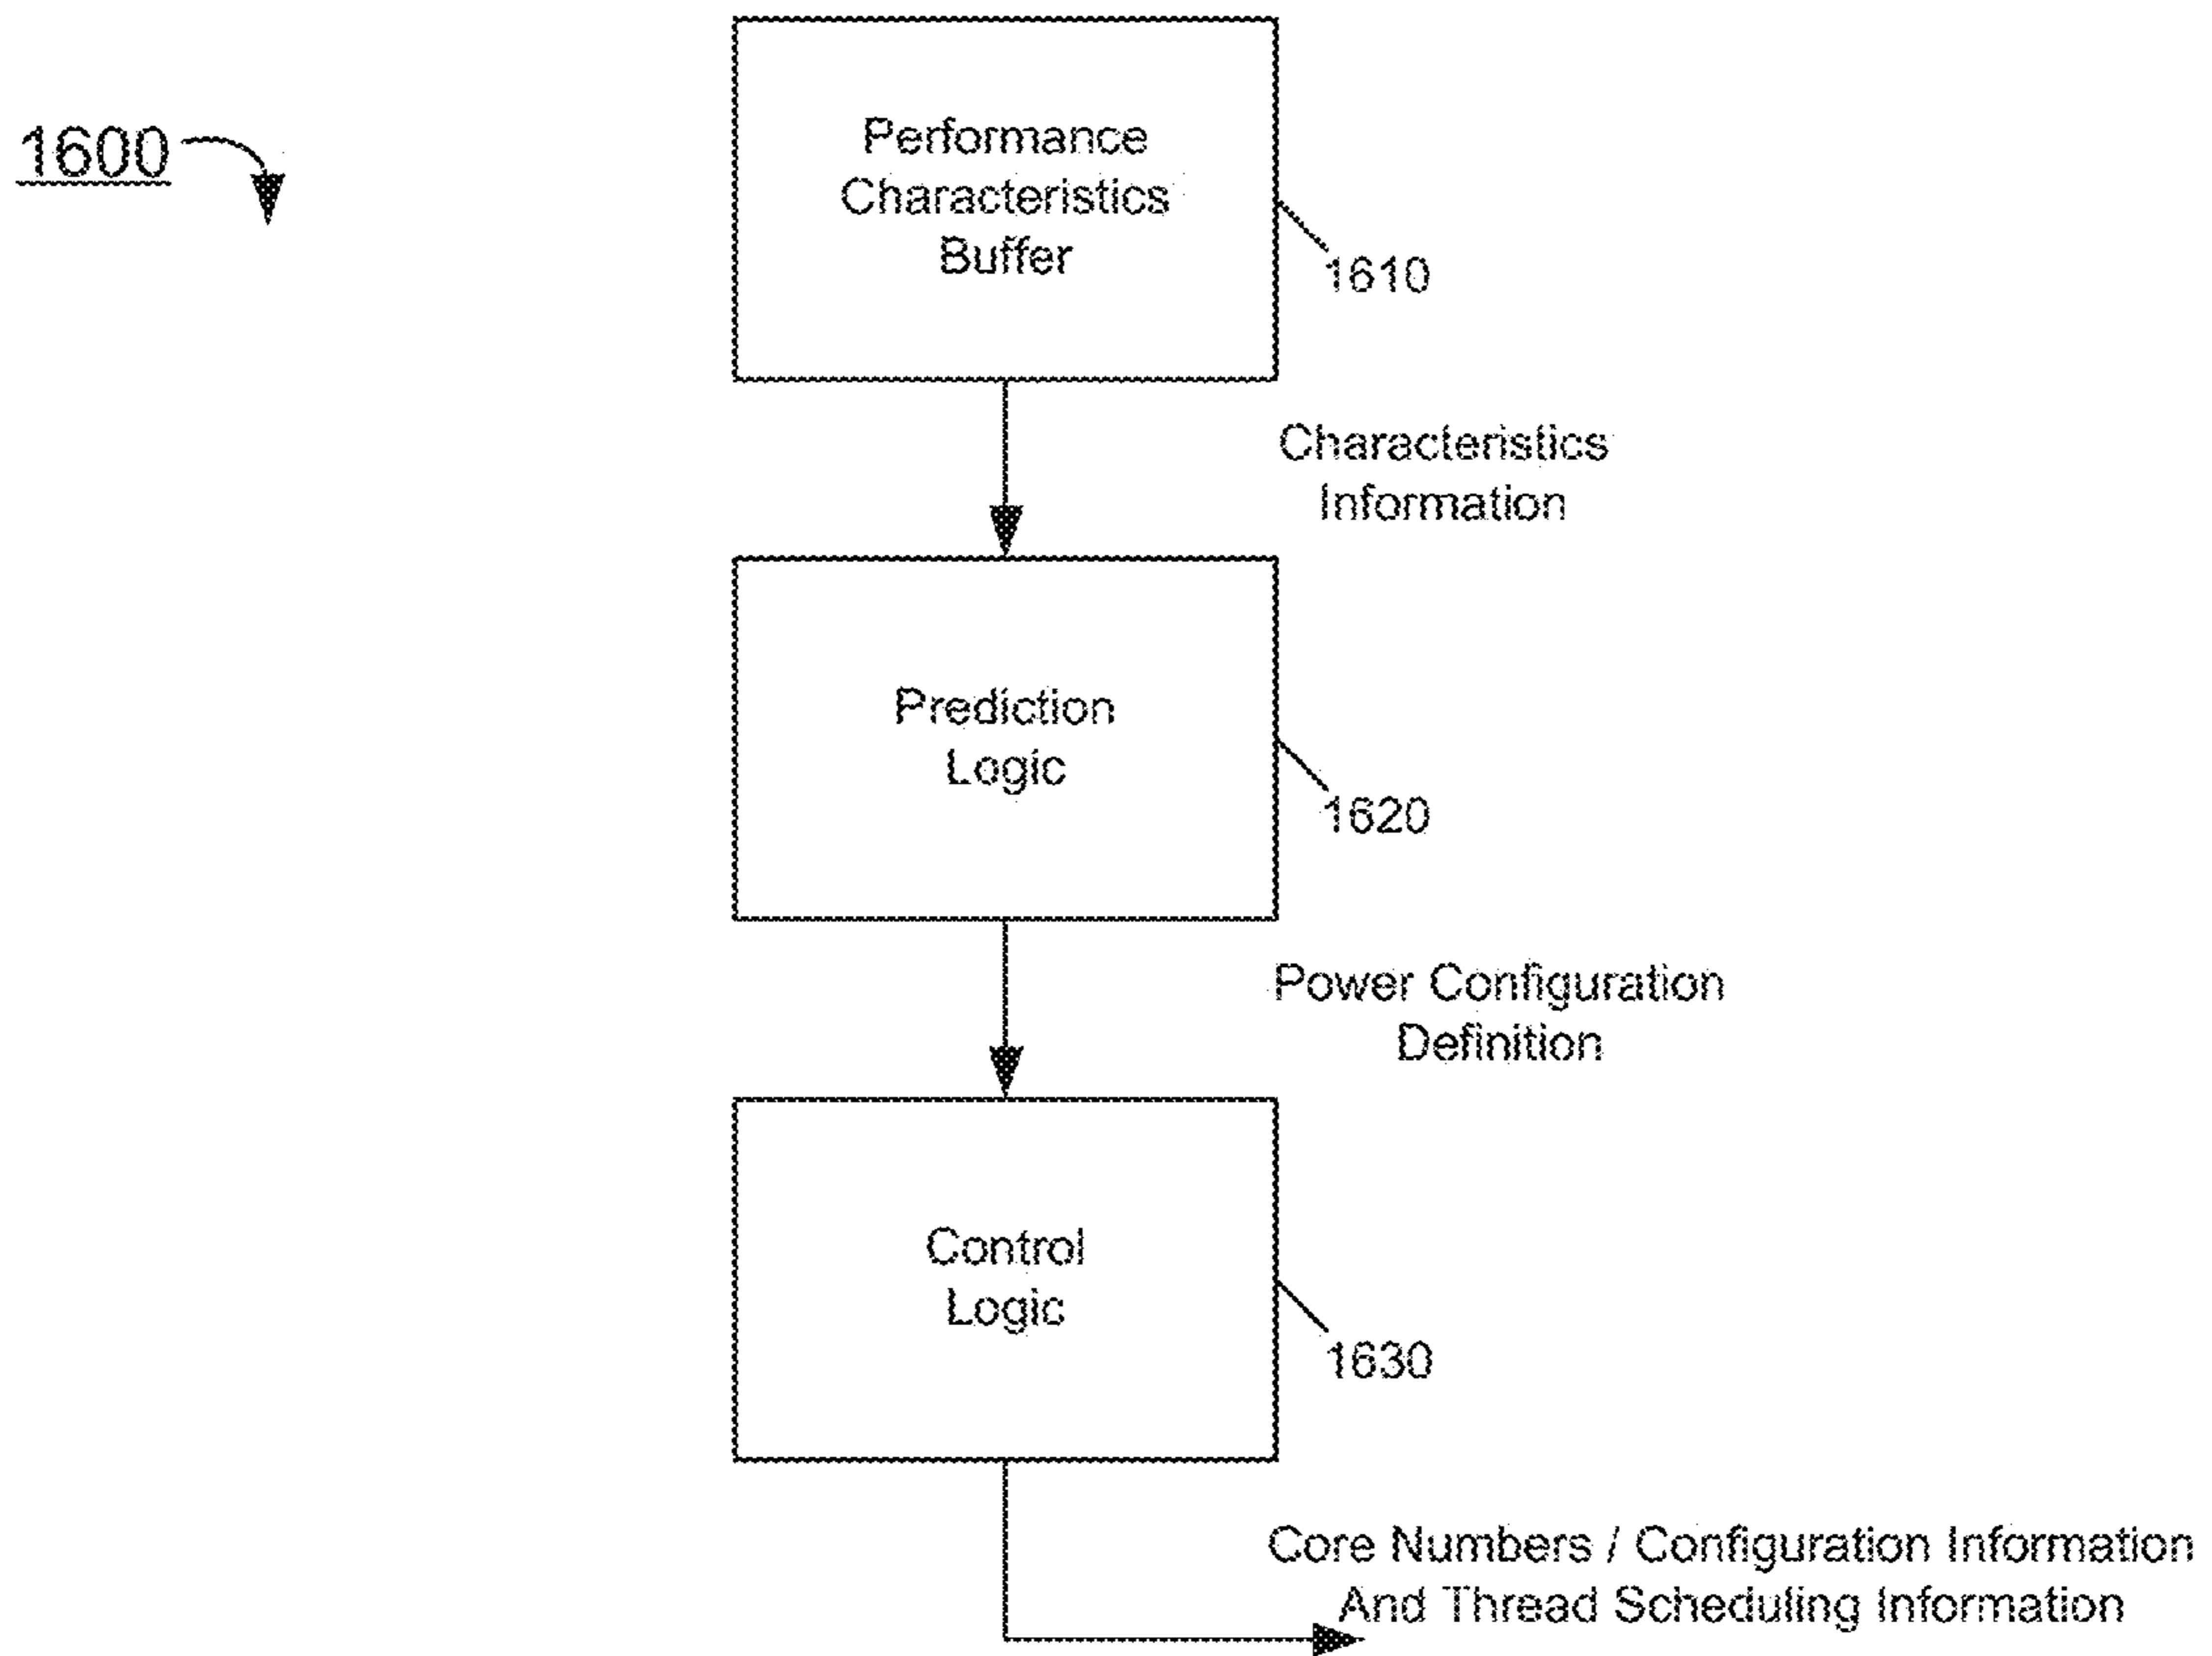 1600
Performance
Characteristics
Buffer
1610
Characteristics
Information
Prediction
Logic
1620
Power Configuration
Definition
Control
Logic
1630
Core Numbers / Configuration Information
And Thread Scheduling Information